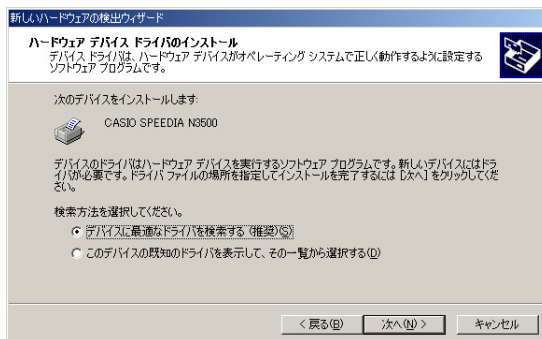 新しいハードウェアの検出ウィザード
ハードウェア デバイス ドライバのインストール
デバイス ドライバは、ハードウェア デバイスがオペレーティング システムで正しく動作するように設定する
ソフトウェア プログラムです。
次のデバイスをインストールします:
CASIO SPEEDIA N3500
デバイスのドライバはハードウェア デバイスを実行するソフトウェア プログラムです。新しいデバイスにはドラ
イバが必要です。ドライバ ファイルの場所を指定してインストールを完了するには [次へ] をクリックしてくだ
さい。
検索方法を選択してください。
デバイスに最適なドライバを検索する (推奨)(S)
このデバイスの既知のドライバを表示して、その一覧から選択する(D)
< 戻る(B) 次へ(N) > キャンセル